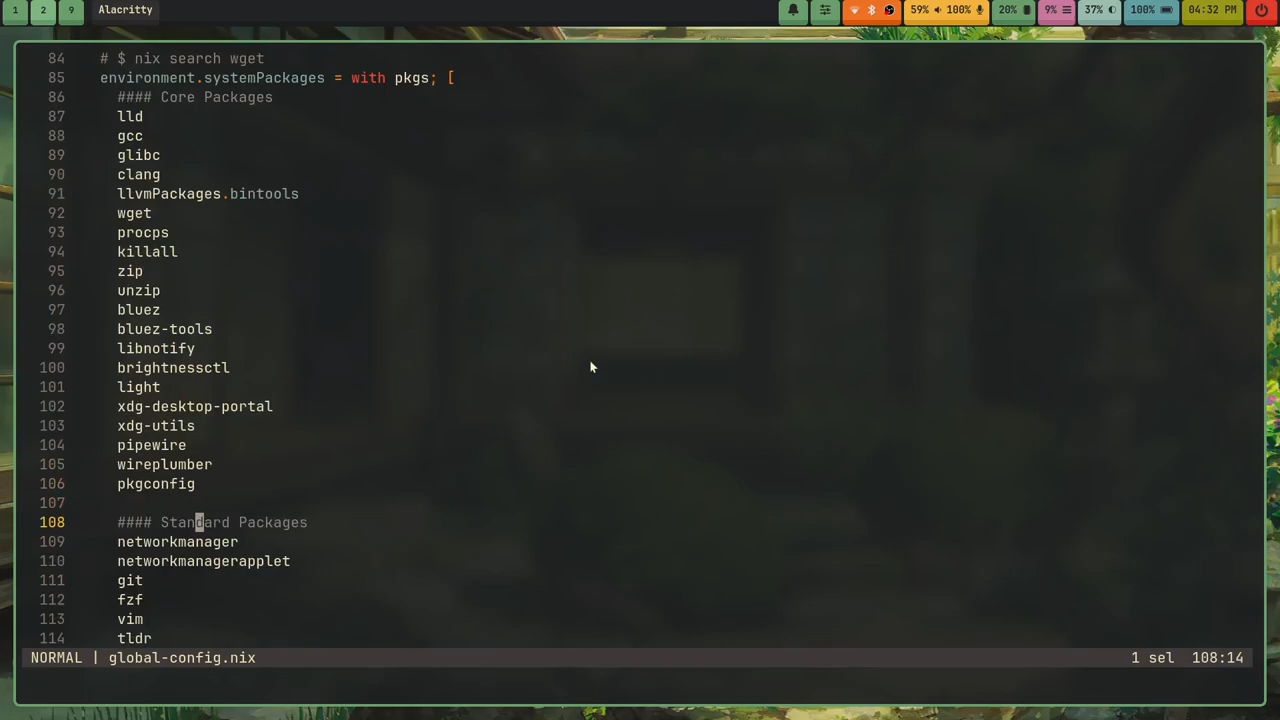 1 2 9 Alacritty 59% 100% 20% 9% 37% 100% 04:32 PM
84 # $ nix search wget
85 environment.systemPackages = with pkgs; [
86 #### Core Packages
87 lld
88 gcc
89 glibc
90 clang
91 llvmPackages.bintools
92 wget
93 procps
94 killall
95 zip
96 unzip
97 bluez
98 bluez-tools
99 libnotify
100 brightnessctl
101 light
102 xdg-desktop-portal
103 xdg-utils
104 pipewire
105 wireplumber
106 pkgconfig
107
108 #### Standard Packages
109 networkmanager
110 networkmanagerapplet
111 git
112 fzf
113 vim
114 tldr
NORMAL | global-config.nix 1 sel 108:14